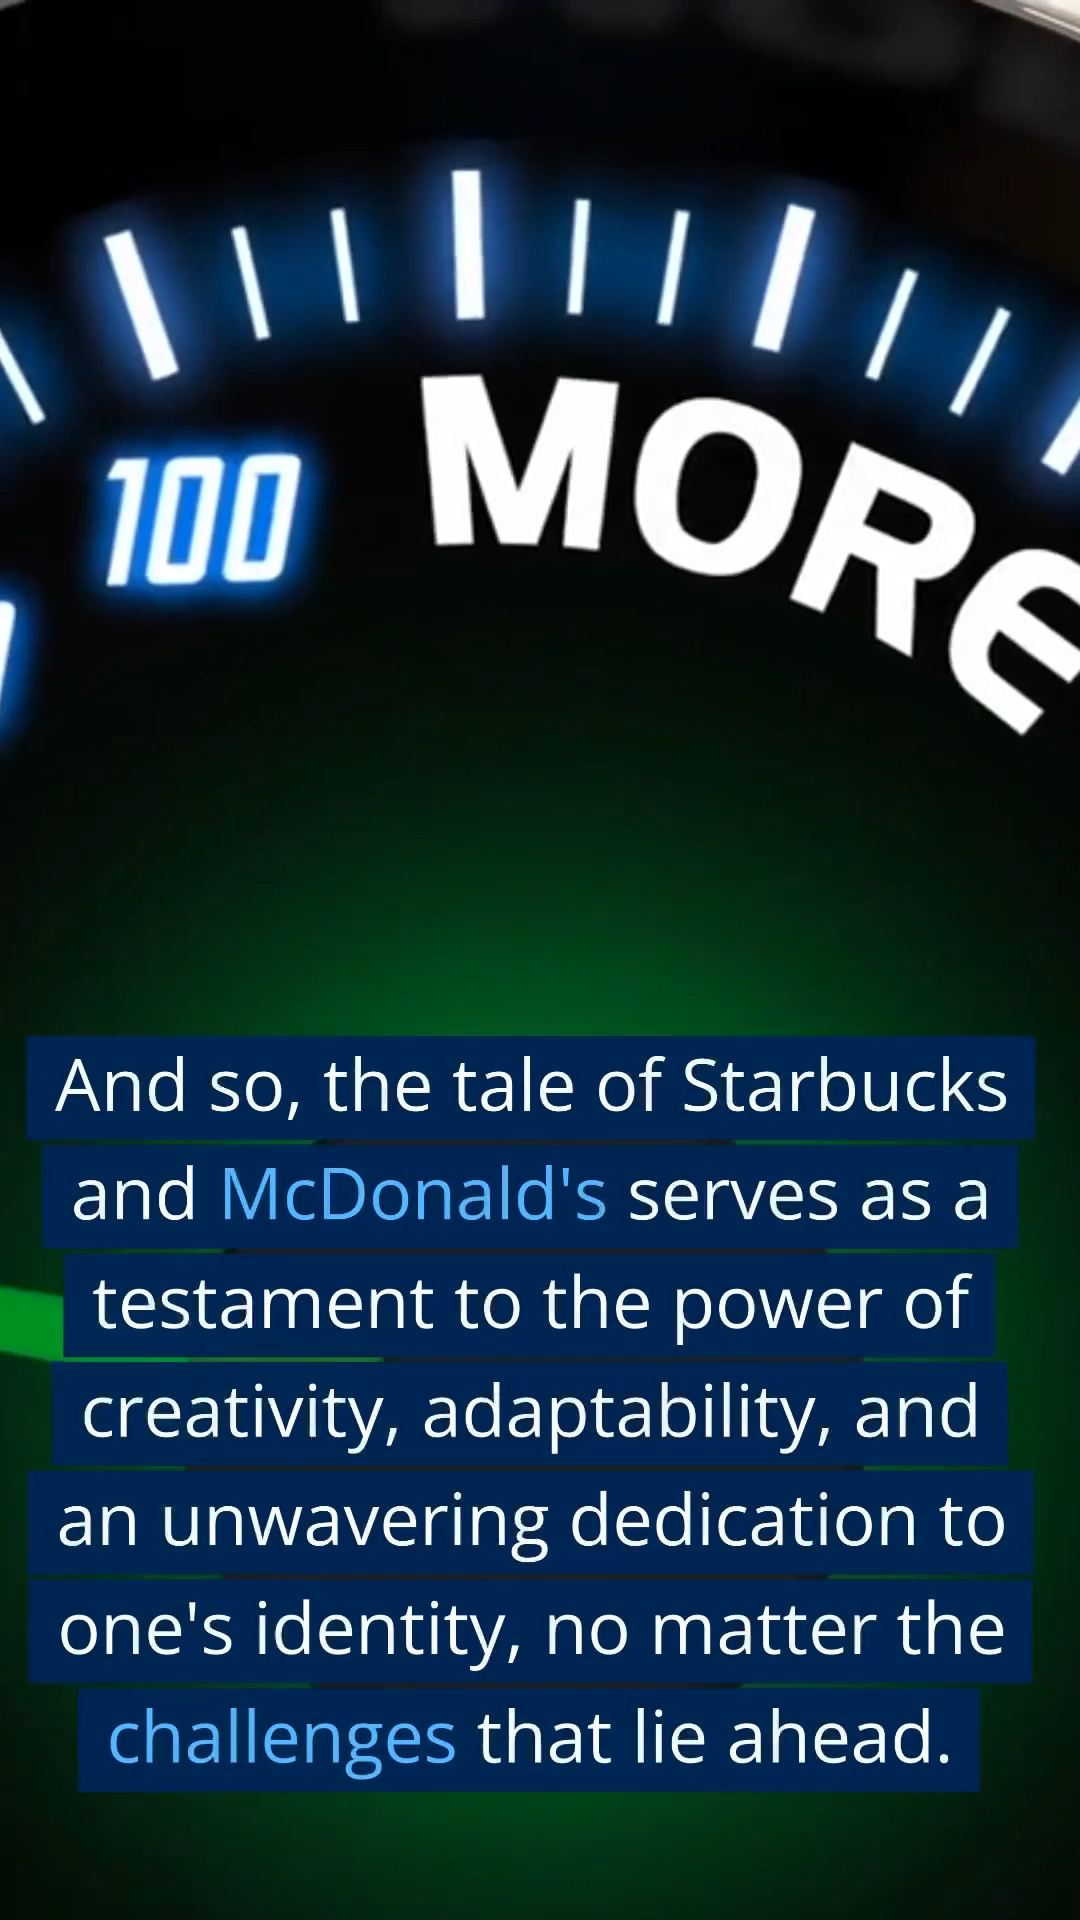 100
MORE
And so, the tale of Starbucks
and McDonald's serves as a
testament to the power of
creativity, adaptability, and
an unwavering dedication to
one's identity, no matter the
challenges that lie ahead.